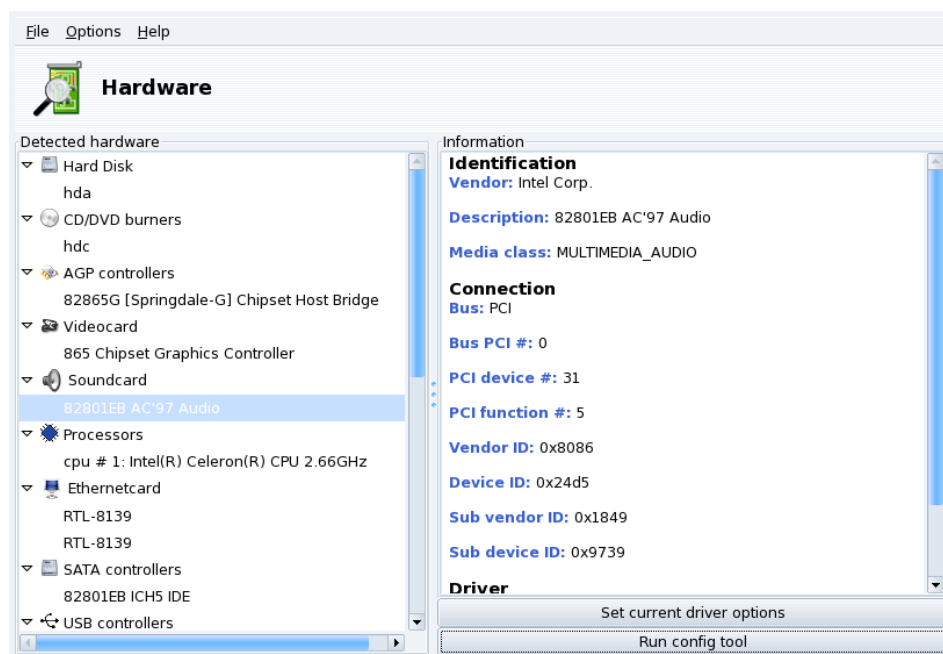 File Options Help
Hardware
Detected hardware
Hard Disk
hda
CD/DVD burners
hdc
AGP controllers
82865G [Springdale-G] Chipset Host Bridge
Videocard
865 Chipset Graphics Controller
Soundcard
82801EB AC'97 Audio
Processors
cpu # 1: Intel(R) Celeron(R) CPU 2.66GHz
Ethernetcard
RTL-8139
RTL-8139
SATA controllers
82801EB ICH5 IDE
USB controllers
Information
Identification
Vendor: Intel Corp.
Description: 82801EB AC'97 Audio
Media class: MULTIMEDIA_AUDIO
Connection
Bus: PCI
Bus PCI #: 0
PCI device #: 31
PCI function #: 5
Vendor ID: 0x8086
Device ID: 0x24d5
Sub vendor ID: 0x1849
Sub device ID: 0x9739
Driver
Set current driver options
Run config tool